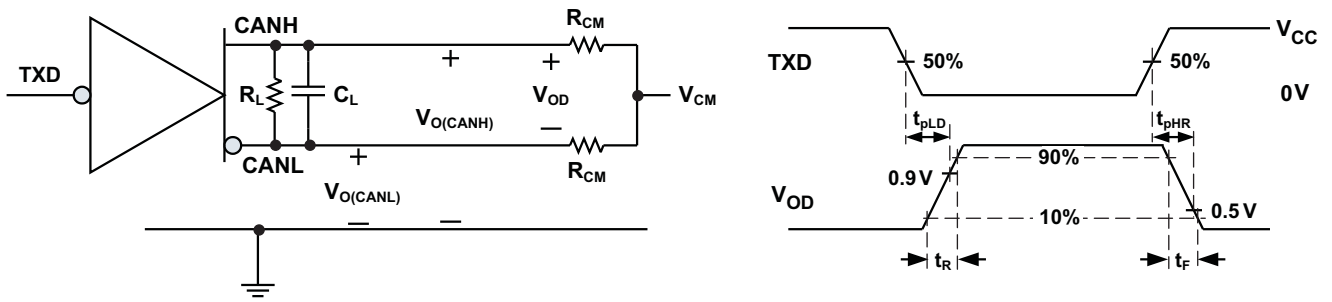 CANH
R_CM
TXD
R_L
C_L
+
+
V_OD
V_CM
V_O(CANH)
−
CANL
+
R_CM
V_O(CANL)
−
−
V_CC
TXD
50%
50%
0 V
t_pLD
t_pHR
90%
0.9 V
V_OD
10%
0.5 V
t_R
t_F